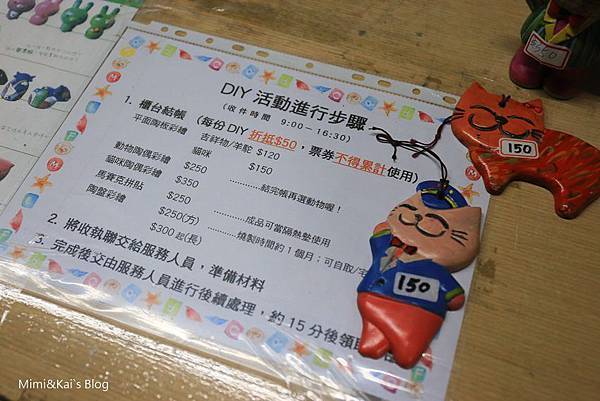 DIY 活動進行步驟
(收件時間 9:00~16:30)
1. 櫃台結帳 (每份DIY 折抵$50，票券不得累計使用)
平面陶板彩繪 吉祥物/羊駝 $120
貓咪 $150
動物陶偶彩繪 $250 ..........結完帳再選動物喔！
貓咪陶偶彩繪 $350
馬賽克拼貼 $250 ..........成品可當隔熱墊使用
陶盤彩繪 $250(方) ..........燒製時間約1個月；可自取/宅
$300起(長)
2. 將收執聯交給服務人員，準備材料
3. 完成後交由服務人員進行後續處理，約15分後領取
150
150
$350
Mimi&Kai`s Blog